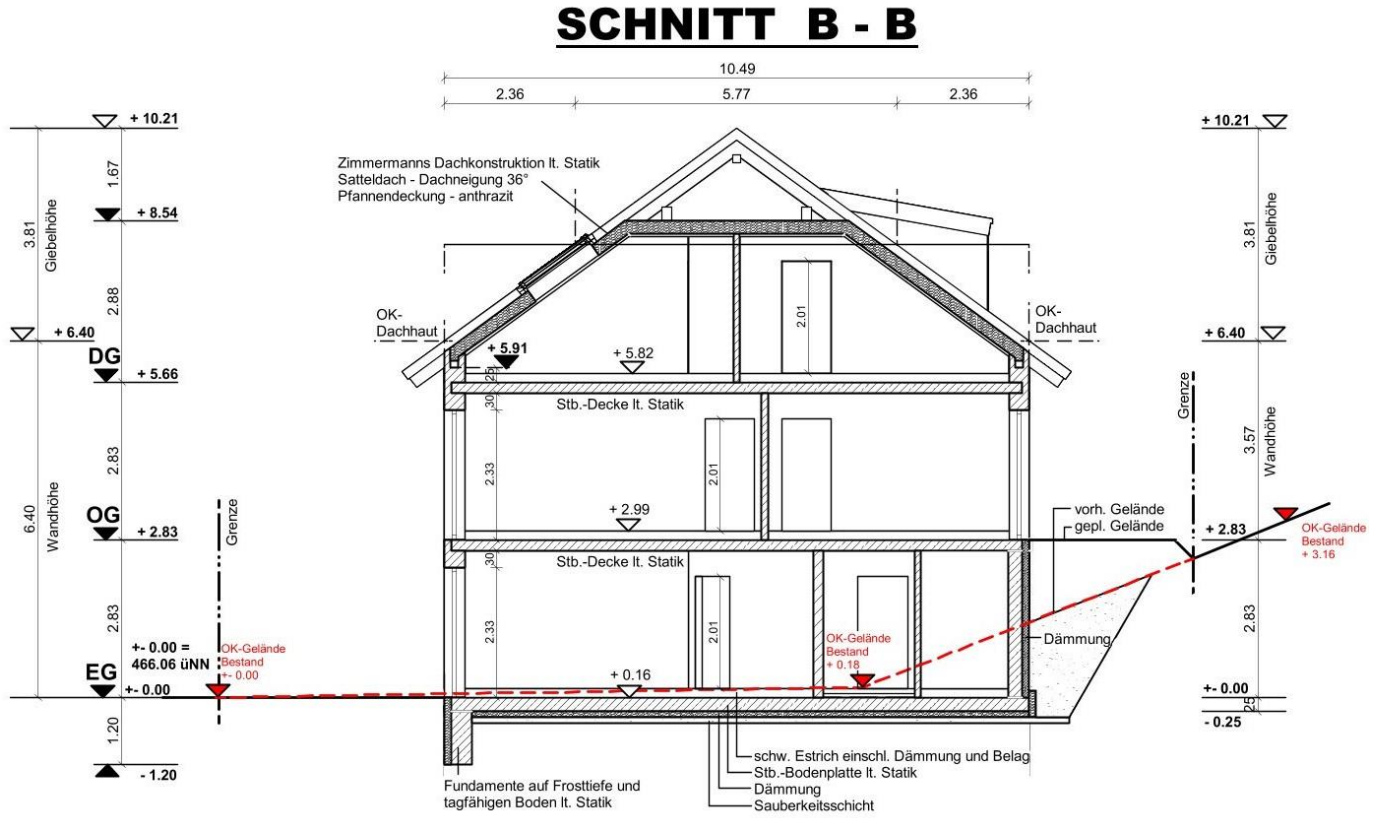 SCHNITT B - B
10.49
2.36
5.77
2.36
+ 10.21
1.67
+ 8.54
3.81
Giebelhöhe
2.88
+ 6.40
DG
+ 5.66
2.83
6.40
Wandhöhe
OG
+ 2.83
2.83
EG
+- 0.00 =
466.06 üNN
+- 0.00
1.20
- 1.20
Grenze
OK-Gelände
Bestand
+- 0.00
Zimmermanns Dachkonstruktion lt. Statik
Satteldach - Dachneigung 36°
Pfannendeckung - anthrazit
OK-
Dachhaut
+ 5.91
25
+ 5.82
2.01
30
Stb.-Decke lt. Statik
2.33
2.01
+ 2.99
30
Stb.-Decke lt. Statik
2.33
2.01
+ 0.16
OK-Gelände
Bestand
+ 0.18
OK-
Dachhaut
vorh. Gelände
gepl. Gelände
Dämmung
Grenze
+ 10.21
3.81
Giebelhöhe
+ 6.40
3.57
Wandhöhe
+ 2.83
OK-Gelände
Bestand
+ 3.16
2.83
+- 0.00
25
- 0.25
schw. Estrich einschl. Dämmung und Belag
Stb.-Bodenplatte lt. Statik
Dämmung
Sauberkeitsschicht
Fundamente auf Frosttiefe und
tagfähigen Boden lt. Statik